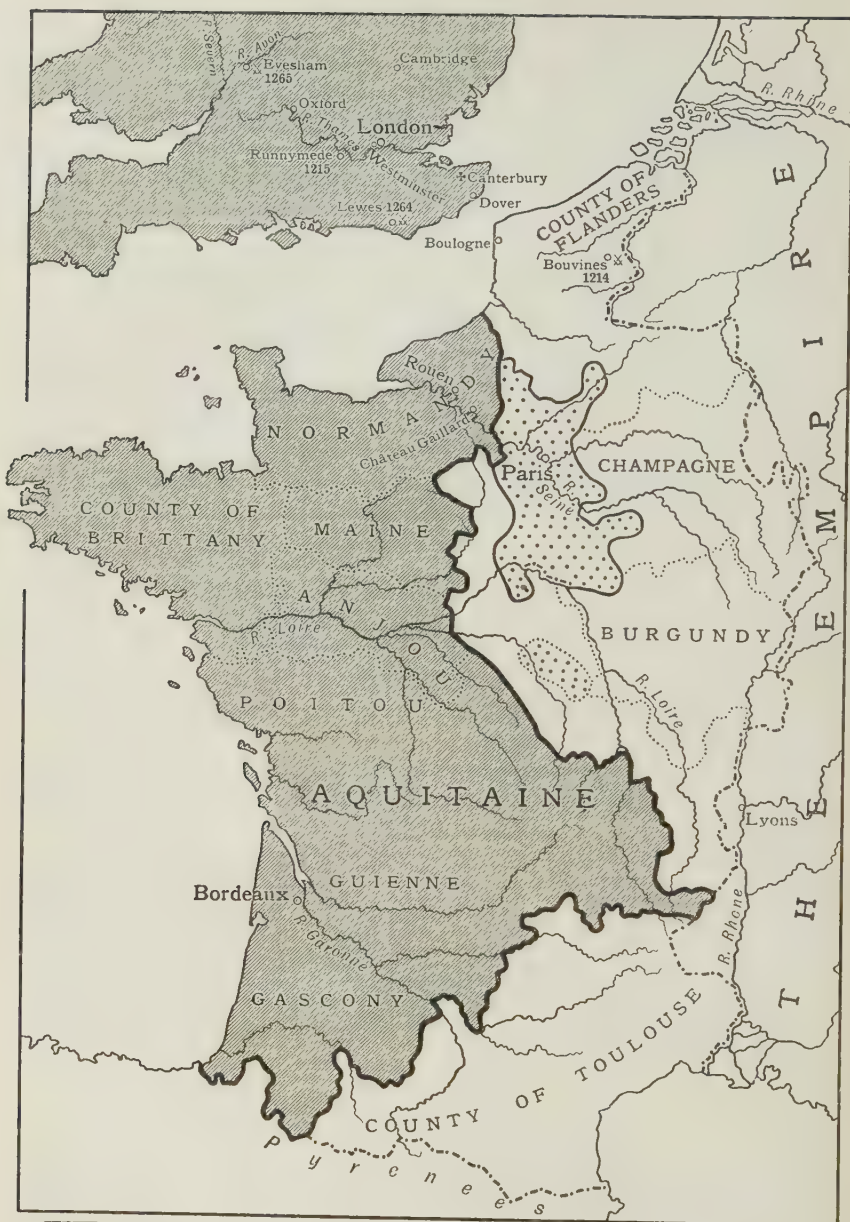 R. Severn
R. Avon
Evesham
1265
Cambridge
Oxford
R. Thames
London
Runnymede
1215
Westminster
Canterbury
Dover
Lewes 1264
Boulogne
R. Rhône
COUNTY OF
FLANDERS
Bouvines
1214
THE EMPIRE
NORMANDY
Rouen
Château Gaillard
Paris
R. Seine
CHAMPAGNE
COUNTY OF
BRITTANY
MAINE
ANJOU
R. Loire
BURGUNDY
R. Loire
POITOU
AQUITAINE
Lyons
GUIENNE
Bordeaux
R. Garonne
R. Rhone
GASCONY
COUNTY OF TOULOUSE
Pyrenees